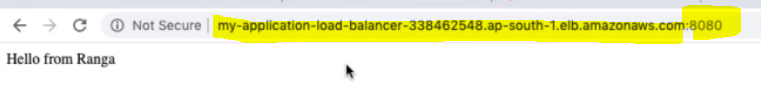 Not Secure | my-application-load-balancer-338462548.ap-south-1.elb.amazonaws.com:8080
Hello from Ranga